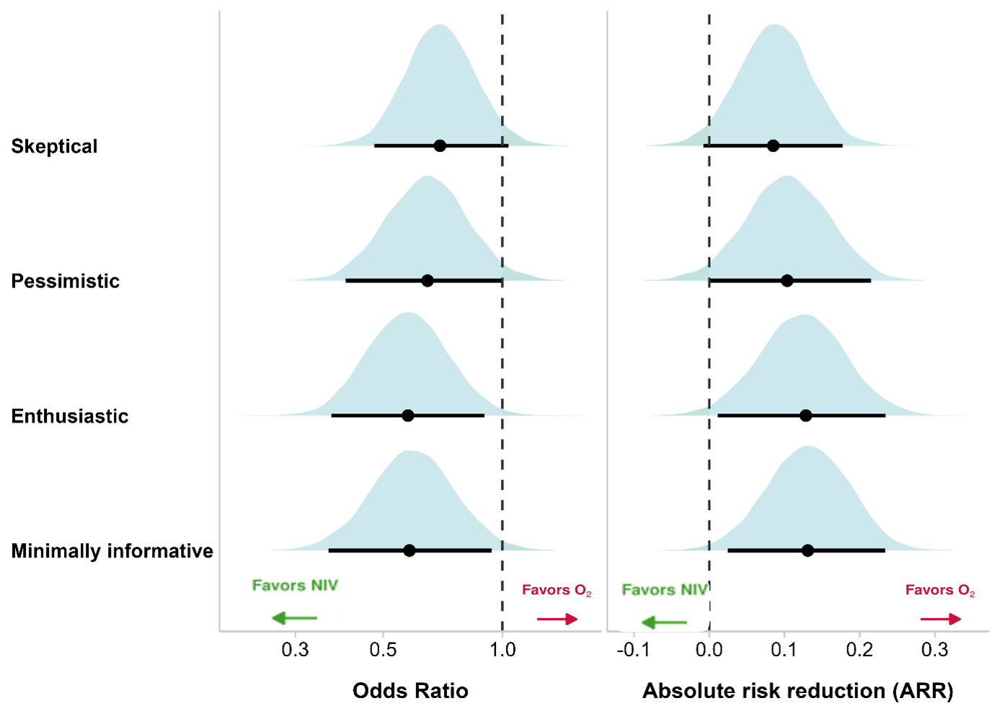 Skeptical
Pessimistic
Enthusiastic
Minimally informative
Favors NIV
Favors O₂
Favors NIV
Favors O₂
0.3 0.5 1.0
-0.1 0.0 0.1 0.2 0.3
Odds Ratio
Absolute risk reduction (ARR)